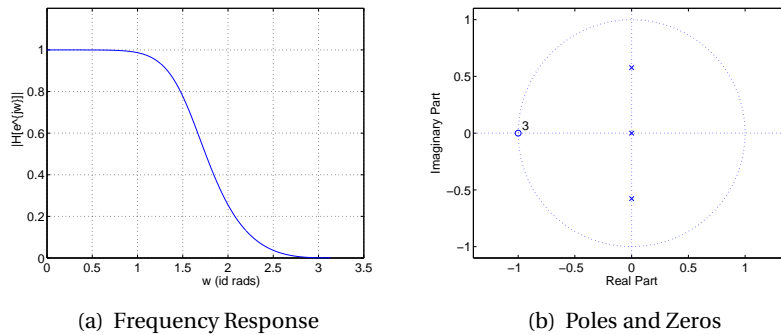 1
0.8
0.6
0.4
0.2
0
0 0.5 1 1.5 2 2.5 3 3.5
|H[e^{jw}]|
w (id rads)
(a) Frequency Response
1
0.5
0
−0.5
−1
−1 −0.5 0 0.5 1
3
Imaginary Part
Real Part
(b) Poles and Zeros